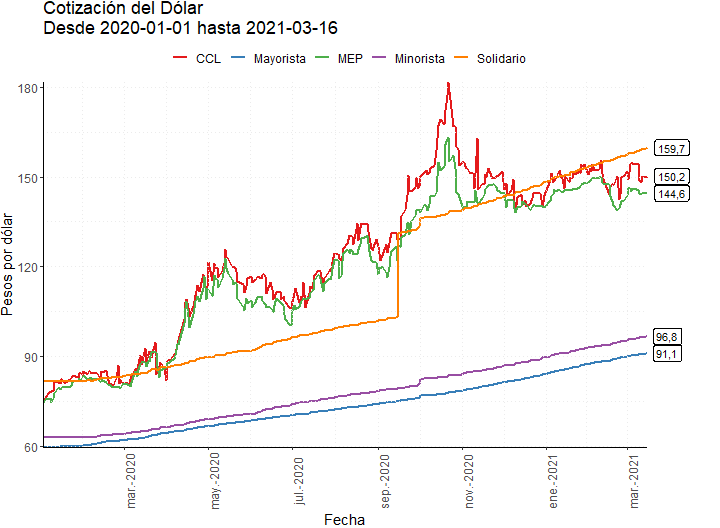 Cotización del Dólar
Desde 2020-01-01 hasta 2021-03-16
CCL Mayorista MEP Minorista Solidario
Pesos por dólar
180
150
120
90
60
159,7
150,2
144,6
96,8
91,1
mar.-2020
may.-2020
jul.-2020
sep.-2020
nov.-2020
ene.-2021
mar.-2021
Fecha